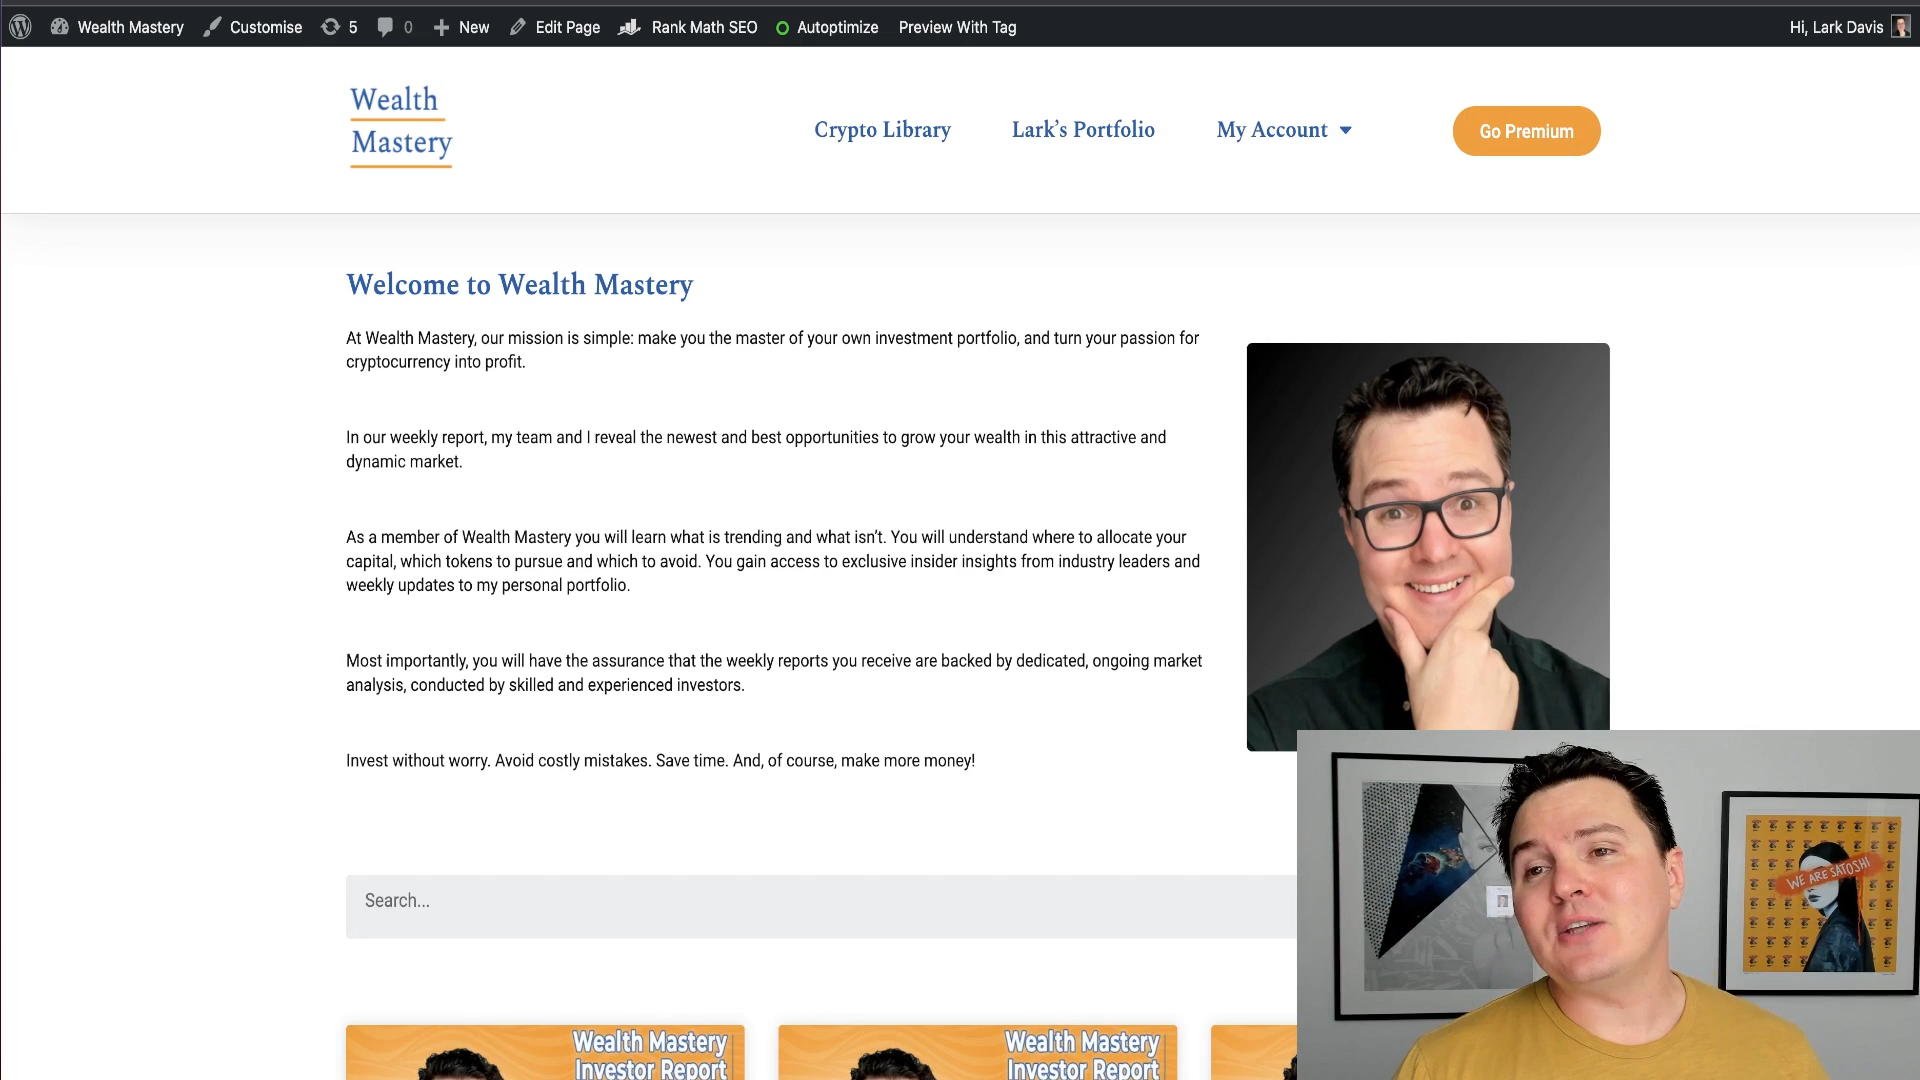 Wealth Mastery Customise 5 0 New Edit Page Rank Math SEO Autoptimize Preview With Tag Hi, Lark Davis
Wealth
Mastery
Crypto Library Lark’s Portfolio My Account Go Premium
Welcome to Wealth Mastery
At Wealth Mastery, our mission is simple: make you the master of your own investment portfolio, and turn your passion for
cryptocurrency into profit.
In our weekly report, my team and I reveal the newest and best opportunities to grow your wealth in this attractive and
dynamic market.
As a member of Wealth Mastery you will learn what is trending and what isn’t. You will understand where to allocate your
capital, which tokens to pursue and which to avoid. You gain access to exclusive insider insights from industry leaders and
weekly updates to my personal portfolio.
Most importantly, you will have the assurance that the weekly reports you receive are backed by dedicated, ongoing market
analysis, conducted by skilled and experienced investors.
Invest without worry. Avoid costly mistakes. Save time. And, of course, make more money!
Search...
WE ARE SATOSHI
Wealth Mastery
Investor Report
Wealth Mastery
Investor Report